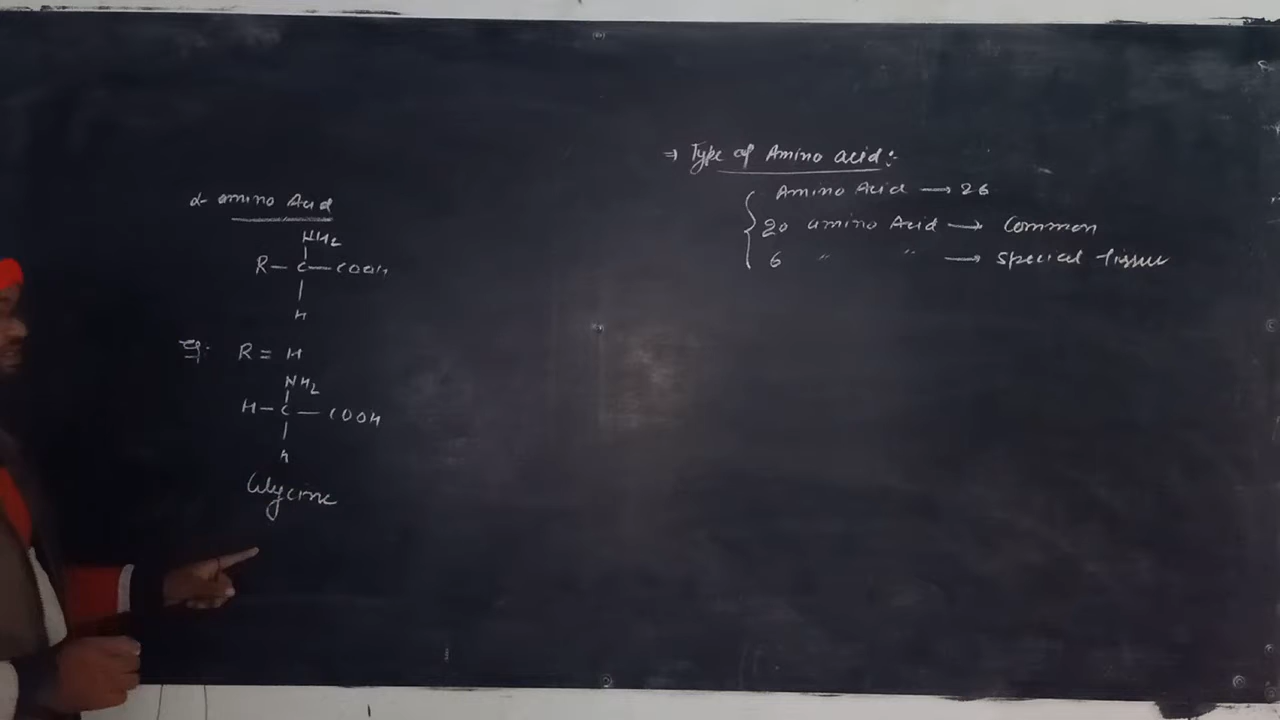 α- amino Acid
NH2
R – C – COOH
H
eg. R = H
NH2
H – C – COOH
H
Glycine
⇒ Type of Amino acid :-
Amino Acid → 26
20 amino Acid → Common
6 " " → special tissue